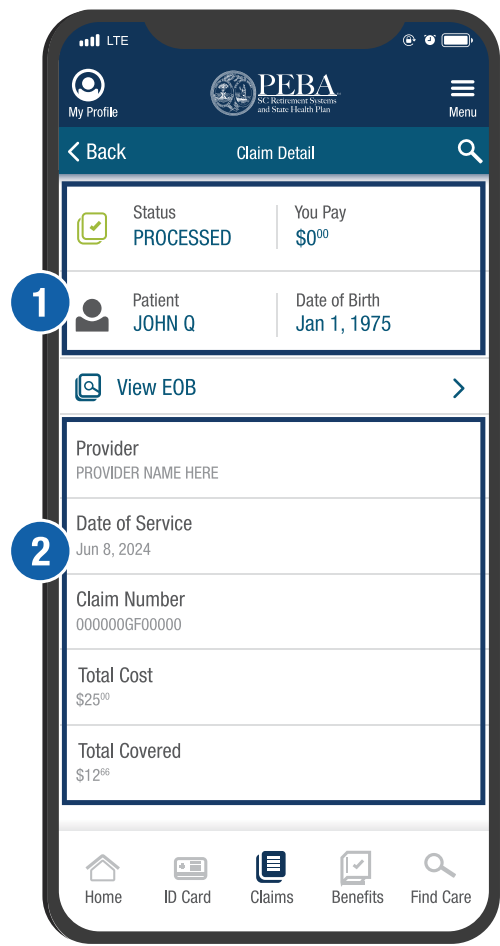 LTE
My Profile
PEBA
SC Retirement Systems
and State Health Plan
Menu
Back
Claim Detail
Status
You Pay
PROCESSED
$0⁰⁰
1
Patient
Date of Birth
JOHN Q
Jan 1, 1975
View EOB
Provider
PROVIDER NAME HERE
2
Date of Service
Jun 8, 2024
Claim Number
000000GF00000
Total Cost
$25⁰⁰
Total Covered
$12⁶⁶
Home
ID Card
Claims
Benefits
Find Care